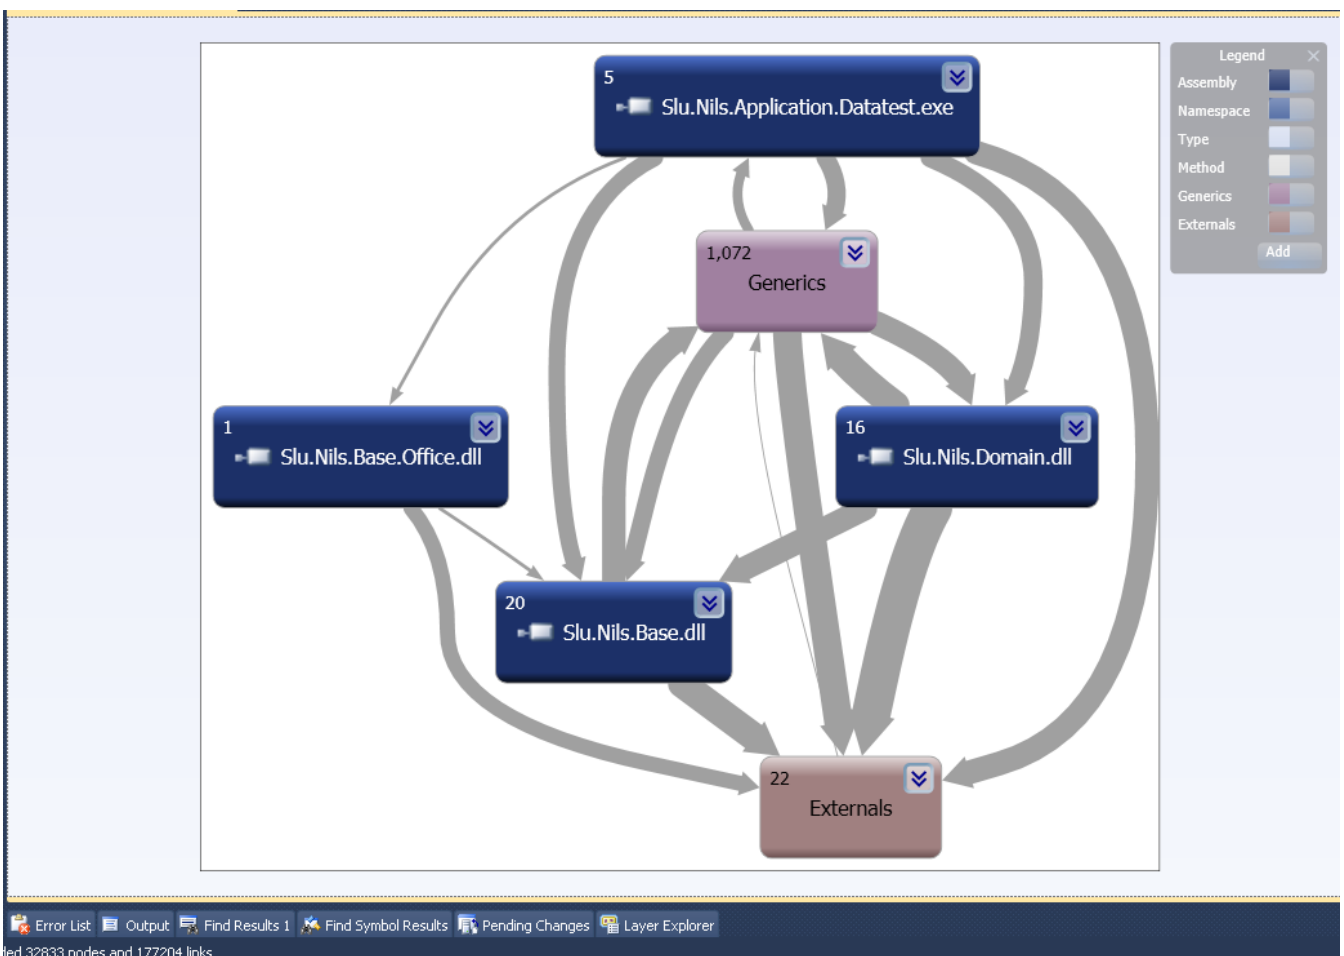 5
Slu.Nils.Application.Datatest.exe
Legend
Assembly
Namespace
Type
Method
Generics
Externals
Add
1,072
Generics
1
Slu.Nils.Base.Office.dll
16
Slu.Nils.Domain.dll
20
Slu.Nils.Base.dll
22
Externals
Error List Output Find Results 1 Find Symbol Results Pending Changes Layer Explorer
32833 nodes and 177204 links